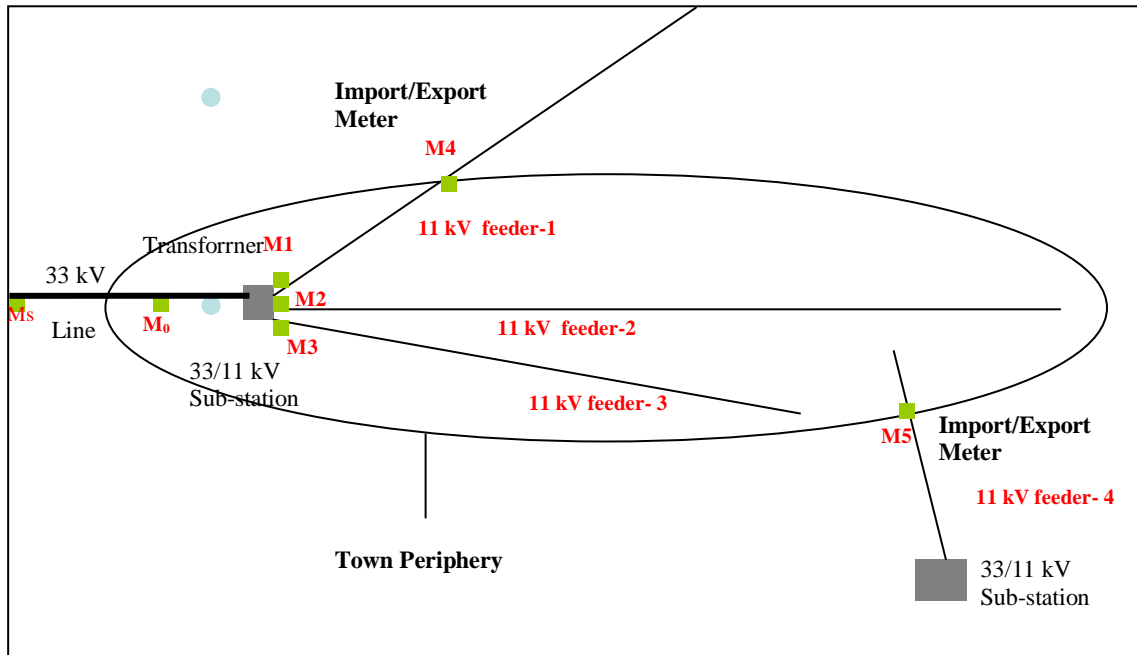 Import/Export
Meter
M4
11 kV feeder-1
Transforrner M1
33 kV
M2
Ms
Line
M₀
11 kV feeder-2
M3
33/11 kV
Sub-station
11 kV feeder- 3
M5
Import/Export
Meter
11 kV feeder- 4
Town Periphery
33/11 kV
Sub-station